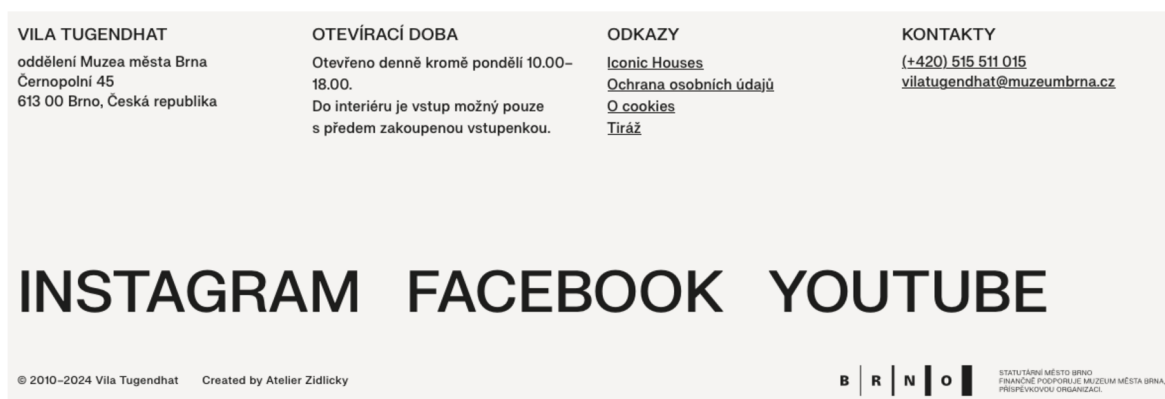 VILA TUGENDHAT
oddělení Muzea města Brna
Černopolní 45
613 00 Brno, Česká republika
OTEVÍRACÍ DOBA
Otevřeno denně kromě pondělí 10.00–
18.00.
Do interiéru je vstup možný pouze
s předem zakoupenou vstupenkou.
ODKAZY
Iconic Houses
Ochrana osobních údajů
O cookies
Tiráž
KONTAKTY
(+420) 515 511 015
vilatugendhat@muzeumbrna.cz
INSTAGRAM FACEBOOK YOUTUBE
© 2010–2024 Vila Tugendhat Created by Atelier Zidlicky
B R N O
STATUTÁRNÍ MĚSTO BRNO
FINANČNĚ PODPORUJE MUZEUM MĚSTA BRNA,
PŘÍSPĚVKOVOU ORGANIZACI.